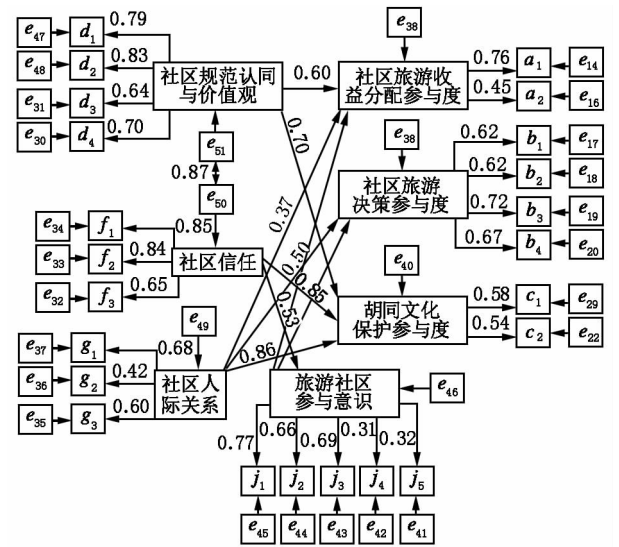 e38
e47 d1 0.79
e48 d2 0.83
e31 d3 0.64
e30 d4 0.70
社区规范认同
与价值观
0.60
社区旅游收
益分配参与度
0.76 a1 e14
0.45 a2 e16
e51
0.87
e50
0.70
e38
社区旅游
决策参与度
0.62 b1 e17
0.62 b2 e18
0.72 b3 e19
0.67 b4 e20
e34 f1 0.85
e33 f2 0.84
e32 f3 0.65
社区信任
0.37
0.50
0.85
0.53
e40
胡同文化
保护参与度
0.58 c1 e29
0.54 c2 e22
e49
e37 g1 0.68
e36 g2 0.42
e35 g3 0.60
社区人
际关系
0.86
旅游社区
参与意识
e46
0.77 0.66 0.69 0.31 0.32
j1 j2 j3 j4 j5
e45 e44 e43 e42 e41